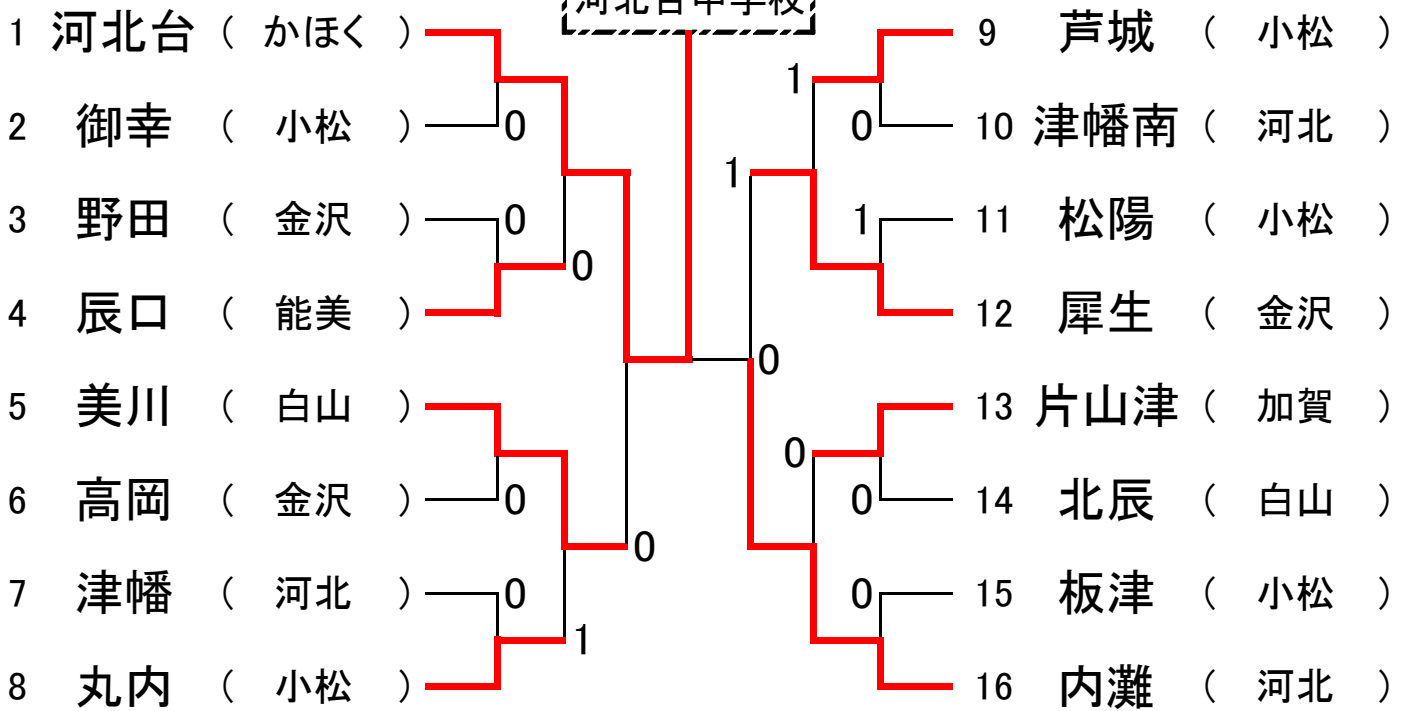 河北台中学校
1 河北台 ( かほく )
2 御幸 ( 小松 ) 0
3 野田 ( 金沢 ) 0
0
4 辰口 ( 能美 )
5 美川 ( 白山 )
6 高岡 ( 金沢 ) 0
0
7 津幡 ( 河北 ) 0
1
8 丸内 ( 小松 )
9 芦城 ( 小松 )
1
0 10 津幡南 ( 河北 )
1
1 11 松陽 ( 小松 )
12 犀生 ( 金沢 )
0
13 片山津 ( 加賀 )
0
0 14 北辰 ( 白山 )
0 15 板津 ( 小松 )
16 内灘 ( 河北 )